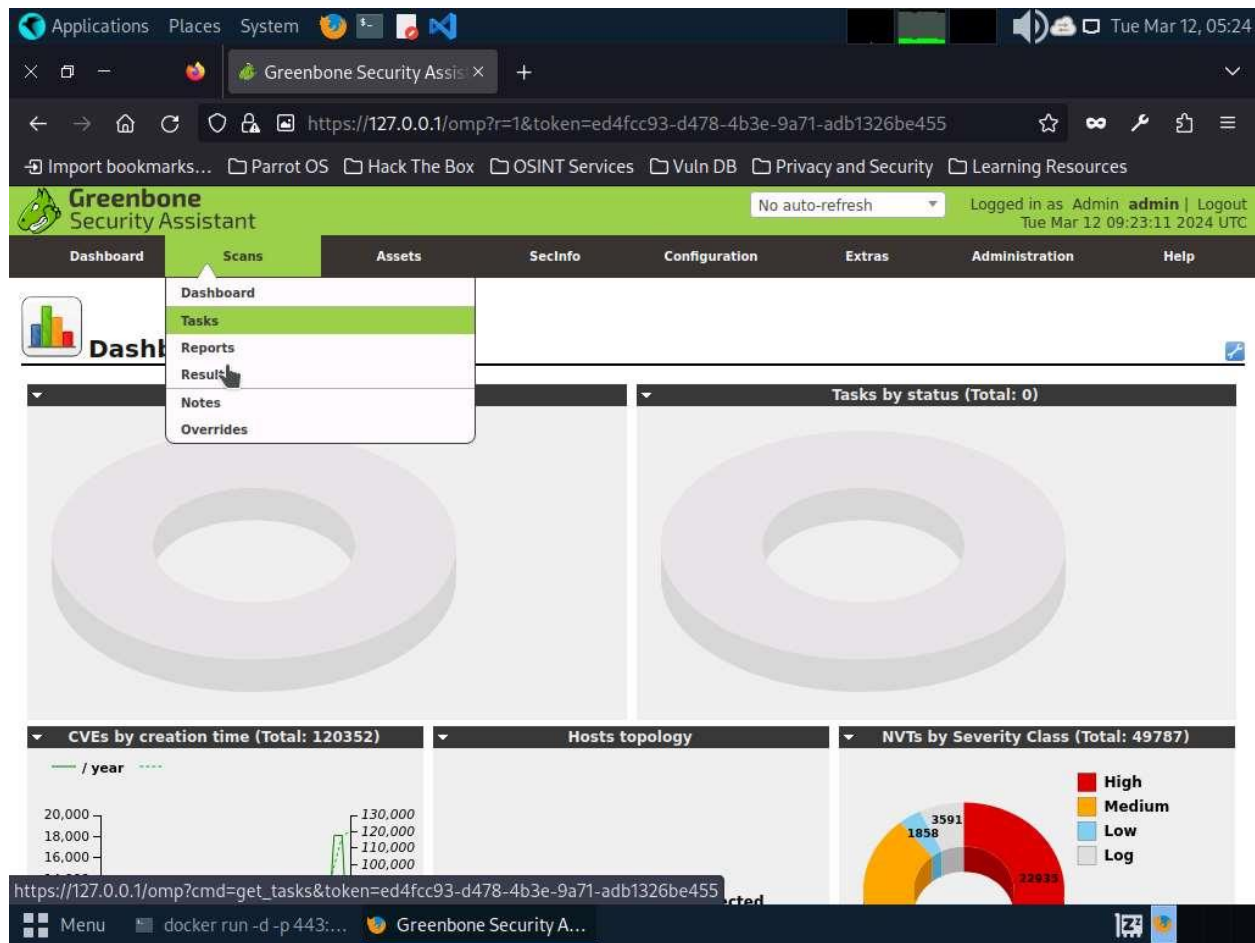 Applications Places System Tue Mar 12, 05:24
Greenbone Security Assis
https://127.0.0.1/omp?r=1&token=ed4fcc93-d478-4b3e-9a71-adb1326be455
Import bookmarks... Parrot OS Hack The Box OSINT Services Vuln DB Privacy and Security Learning Resources
Greenbone
Security Assistant
No auto-refresh
Logged in as Admin admin | Logout
Tue Mar 12 09:23:11 2024 UTC
Dashboard Scans Assets SecInfo Configuration Extras Administration Help
Dashboard
Tasks
Reports
Notes
Overrides
Tasks by status (Total: 0)
CVEs by creation time (Total: 120352)
Hosts topology
NVTs by Severity Class (Total: 49787)
/ year
High
Medium
Low
Log
20,000
18,000
16,000
130,000
120,000
110,000
100,000
3591
1858
22933
https://127.0.0.1/omp?cmd=get_tasks&token=ed4fcc93-d478-4b3e-9a71-adb1326be455
Menu docker run -d -p 443:... Greenbone Security A...